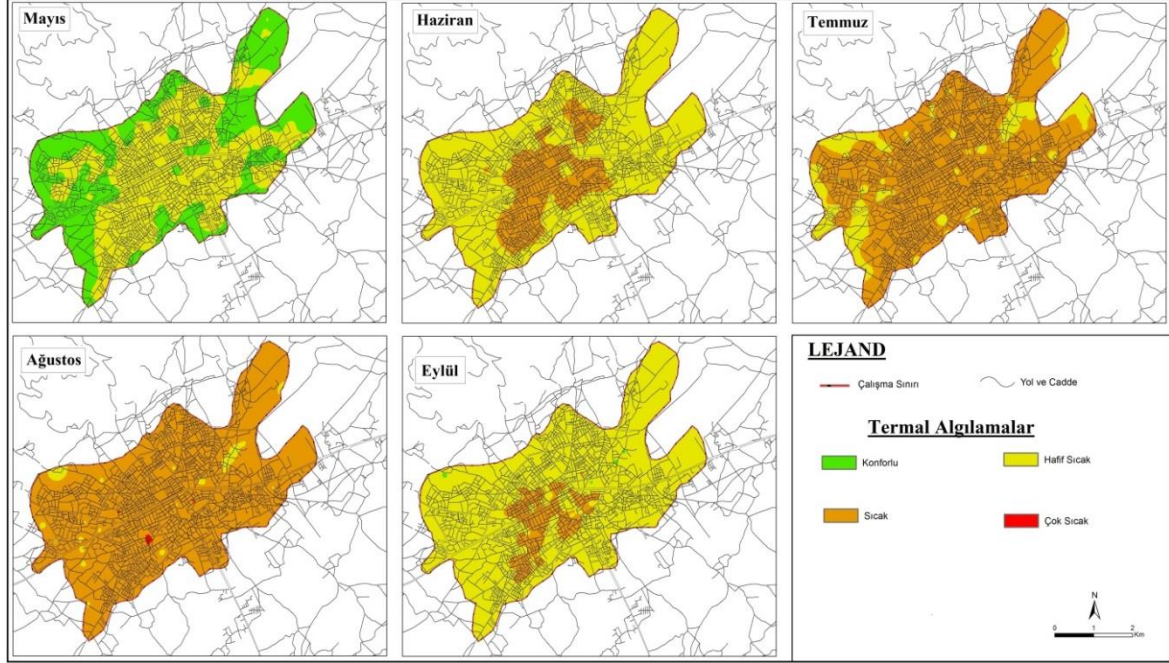 Mayıs
Haziran
Temmuz
Ağustos
Eylül
LEJAND
Çalışma Sınırı
Yol ve Cadde
Termal Algılamalar
Konforlu
Hafif Sıcak
Sıcak
Çok Sıcak
N
0 1 2
Km